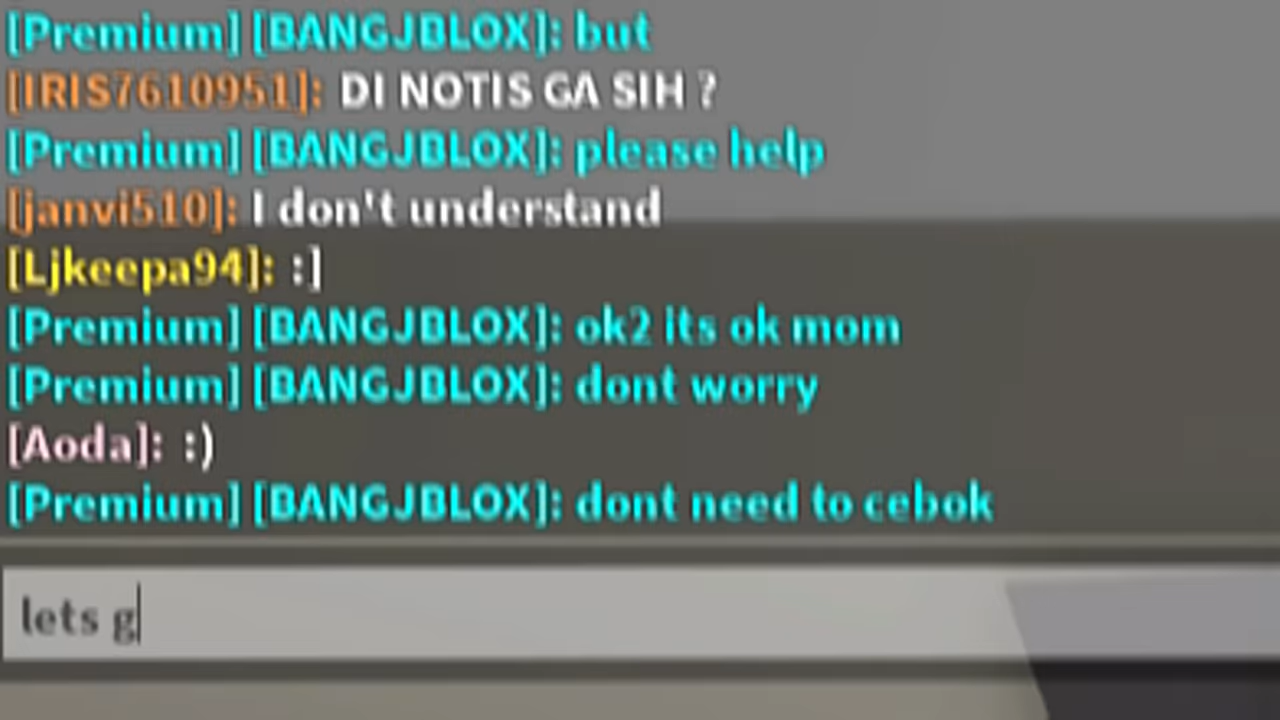 [Premium] [BANGJBLOX]: but
[IRIS7610951]: DI NOTIS GA SIH ?
[Premium] [BANGJBLOX]: please help
[janvi510]: I don't understand
[Ljkeepa94]: :]
[Premium] [BANGJBLOX]: ok2 its ok mom
[Premium] [BANGJBLOX]: dont worry
[Aoda]: :)
[Premium] [BANGJBLOX]: dont need to cebok
lets g